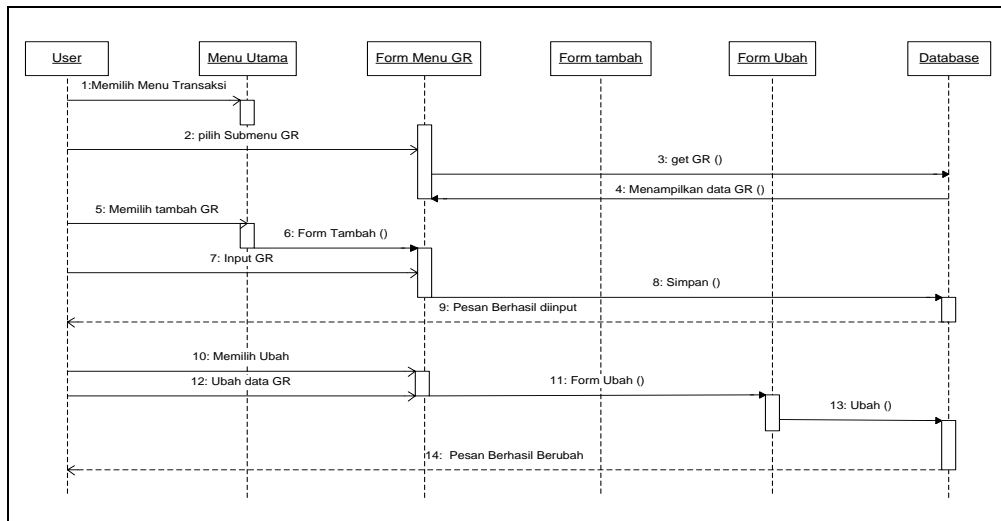 User
Menu Utama
Form Menu GR
Form tambah
Form Ubah
Database
1:Memilih Menu Transaksi
2: pilih Submenu GR
3: get GR ()
4: Menampilkan data GR ()
5: Memilih tambah GR
6: Form Tambah ()
7: Input GR
8: Simpan ()
9: Pesan Berhasil diinput
10: Memilih Ubah
12: Ubah data GR
11: Form Ubah ()
13: Ubah ()
14: Pesan Berhasil Berubah